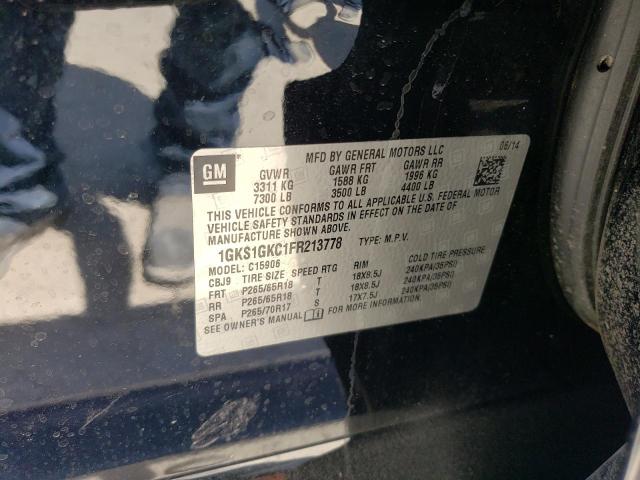 GM
MFD BY GENERAL MOTORS LLC 06/14
GVWR GAWR FRT GAWR RR
3311 KG 1588 KG 1996 KG
7300 LB 3500 LB 4400 LB
THIS VEHICLE CONFORMS TO ALL APPLICABLE U.S. FEDERAL MOTOR
VEHICLE SAFETY STANDARDS IN EFFECT ON THE DATE OF
MANUFACTURE SHOWN ABOVE.
1GKS1GKC1FR213778 TYPE: M.P.V.
MODEL: C15906
CBJ9 TIRE SIZE SPEED RTG RIM COLD TIRE PRESSURE
FRT P265/65R18 T 18X8.5J 240KPA(35PSI)
RR P265/65R18 T 18X8.5J 240KPA(35PSI)
SPA P265/70R17 S 17X7.5J 240KPA(35PSI)
SEE OWNER'S MANUAL FOR MORE INFORMATION.